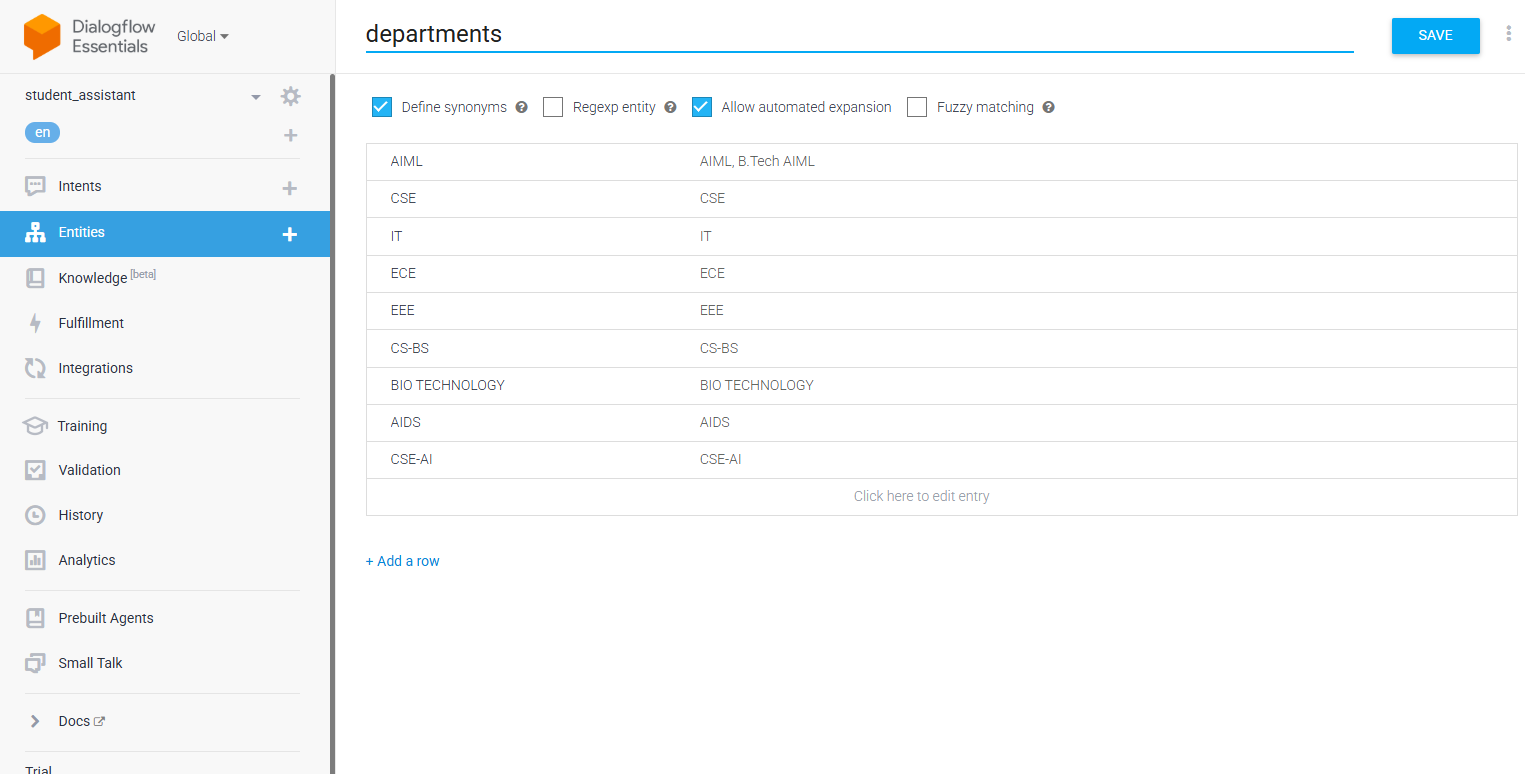 Dialogflow
Essentials
Global
student_assistant
en
Intents
Entities
Knowledge [beta]
Fulfillment
Integrations
Training
Validation
History
Analytics
Prebuilt Agents
Small Talk
Docs
Trial
departments
SAVE
Define synonyms ? Regexp entity ? Allow automated expansion Fuzzy matching ?
AIML AIML, B.Tech AIML
CSE CSE
IT IT
ECE ECE
EEE EEE
CS-BS CS-BS
BIO TECHNOLOGY BIO TECHNOLOGY
AIDS AIDS
CSE-AI CSE-AI
Click here to edit entry
+ Add a row